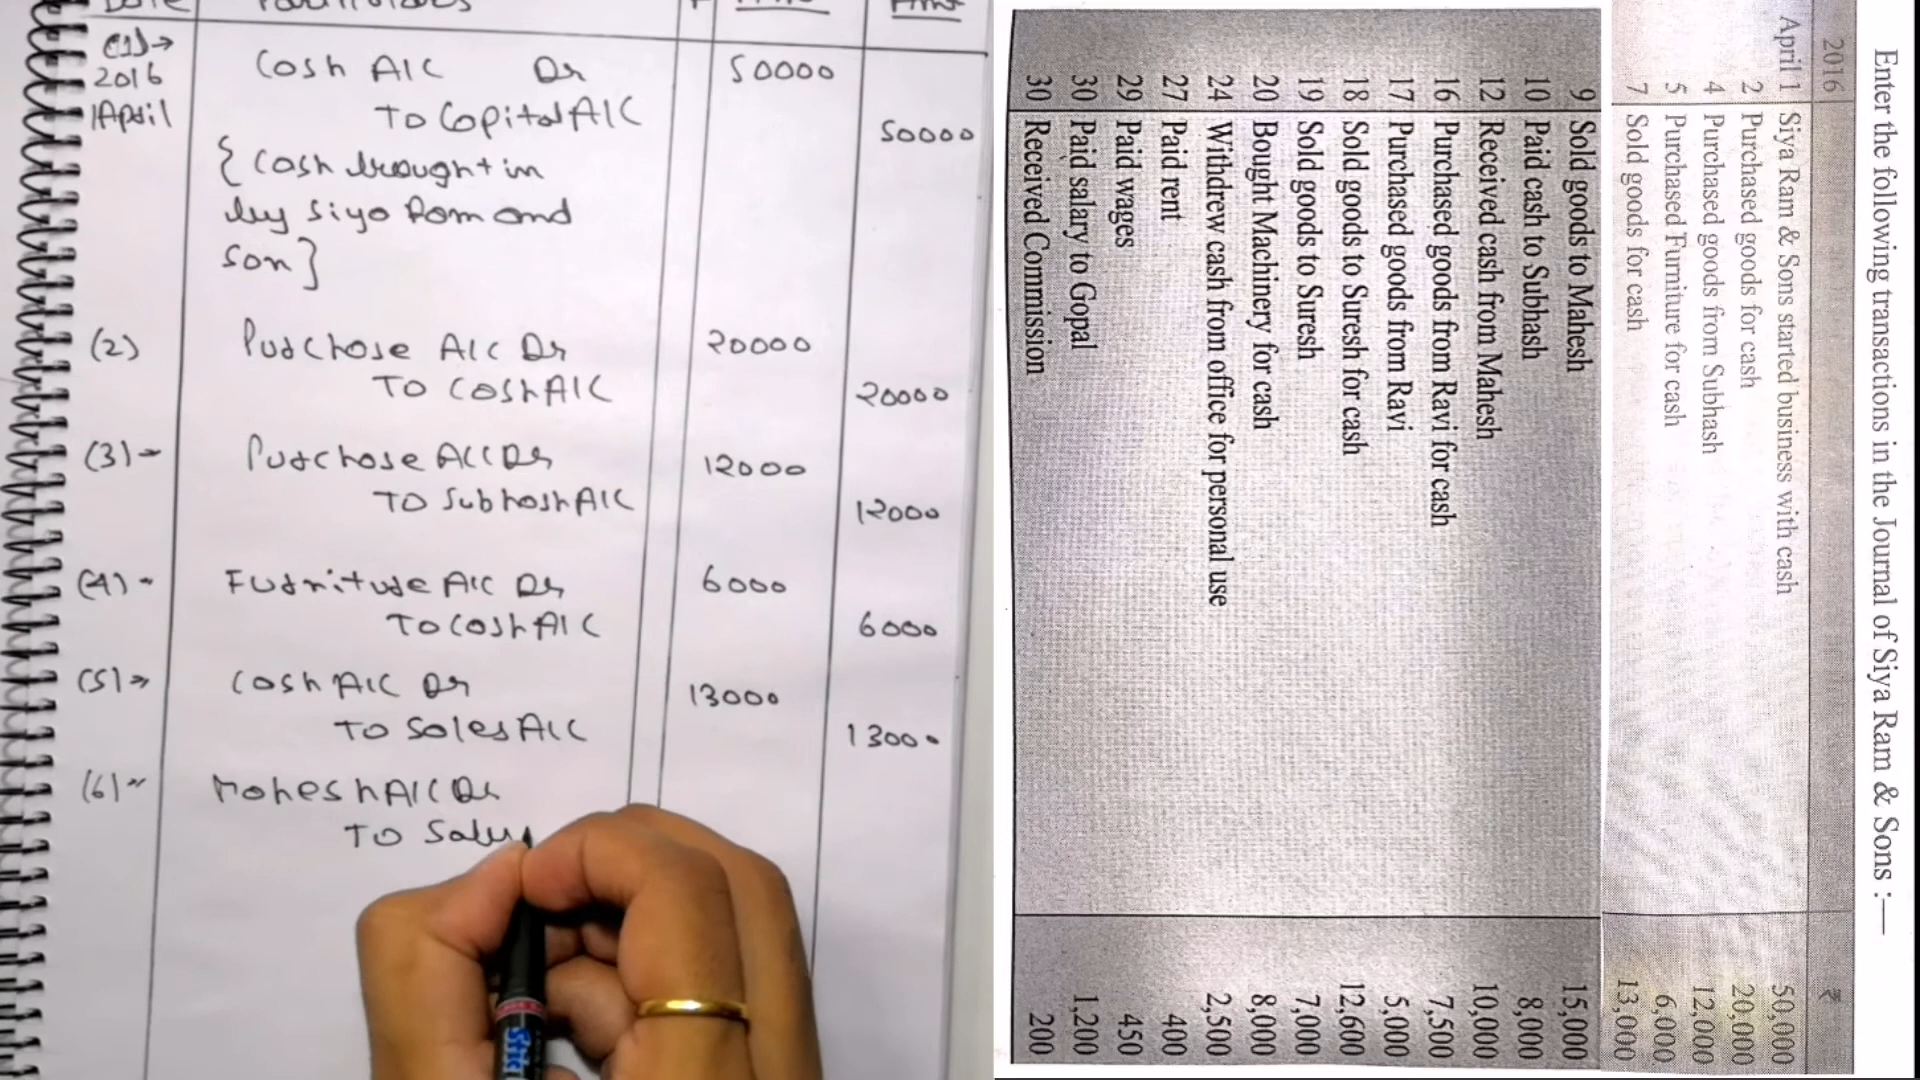 Particulars
(1)→
2016
1April
Cash A/C Dr
50000
To Capital A/C
50000
{ Cash brought in
by Siya Ram and
son }
(2)
Purchase A/C Dr
20000
To Cash A/C
20000
(3) -
Purchase A/C Dr
12000
To Subhash A/C
12000
(4) -
Furniture A/C Dr
6000
To Cash A/C
6000
(5) -
Cash A/C Dr
13000
To Sales A/C
13000
(6) -
Mahesh A/C Dr
To Sales
Enter the following transactions in the Journal of Siya Ram & Sons :—
2016 ₹
April 1 Siya Ram & Sons started business with cash 50,000
2 Purchased goods for cash 20,000
4 Purchased goods from Subhash 12,000
5 Purchased Furniture for cash 6,000
7 Sold goods for cash 13,000
9 Sold goods to Mahesh 15,000
10 Paid cash to Subhash 8,000
12 Received cash from Mahesh 10,000
16 Purchased goods from Ravi for cash 7,500
17 Purchased goods from Ravi 5,000
18 Sold goods to Suresh for cash 12,600
19 Sold goods to Suresh 7,000
20 Bought Machinery for cash 8,000
24 Withdrew cash from office for personal use 2,500
27 Paid rent 400
29 Paid wages 450
30 Paid salary to Gopal 1,200
30 Received Commission 200